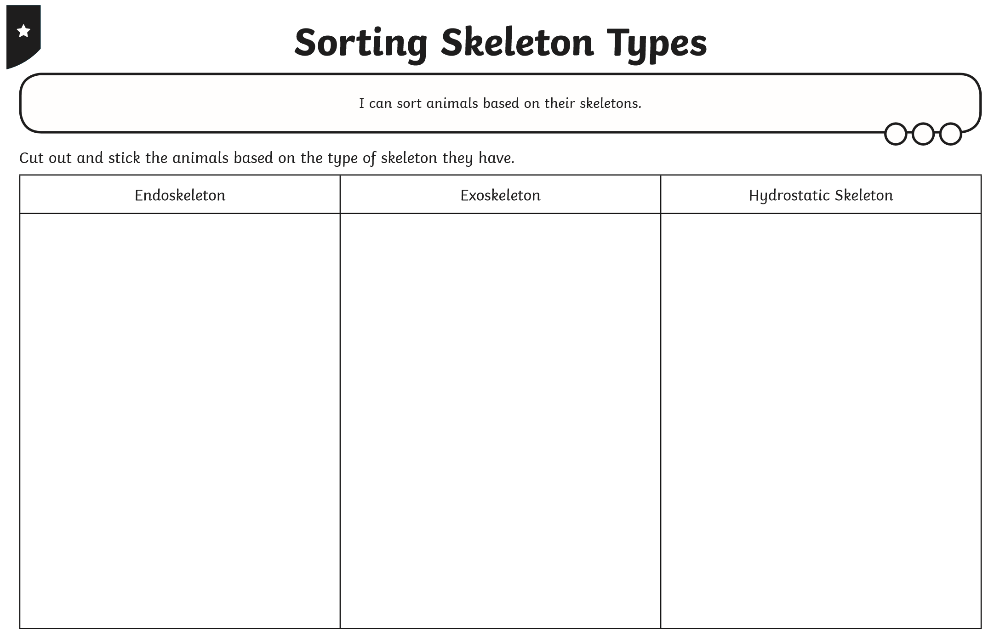 Sorting Skeleton Types
I can sort animals based on their skeletons.
Cut out and stick the animals based on the type of skeleton they have.
Endoskeleton
Exoskeleton
Hydrostatic Skeleton